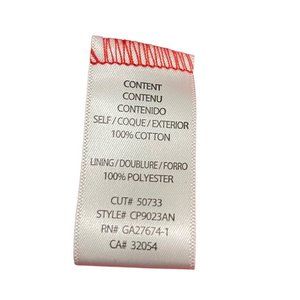 CONTENT
CONTENU
CONTENIDO
SELF / COQUE / EXTERIOR
100% COTTON
LINING / DOUBLURE / FORRO
100% POLYESTER
CUT# 50733
STYLE# CP9023AN
RN# GA27674-1
CA# 32054